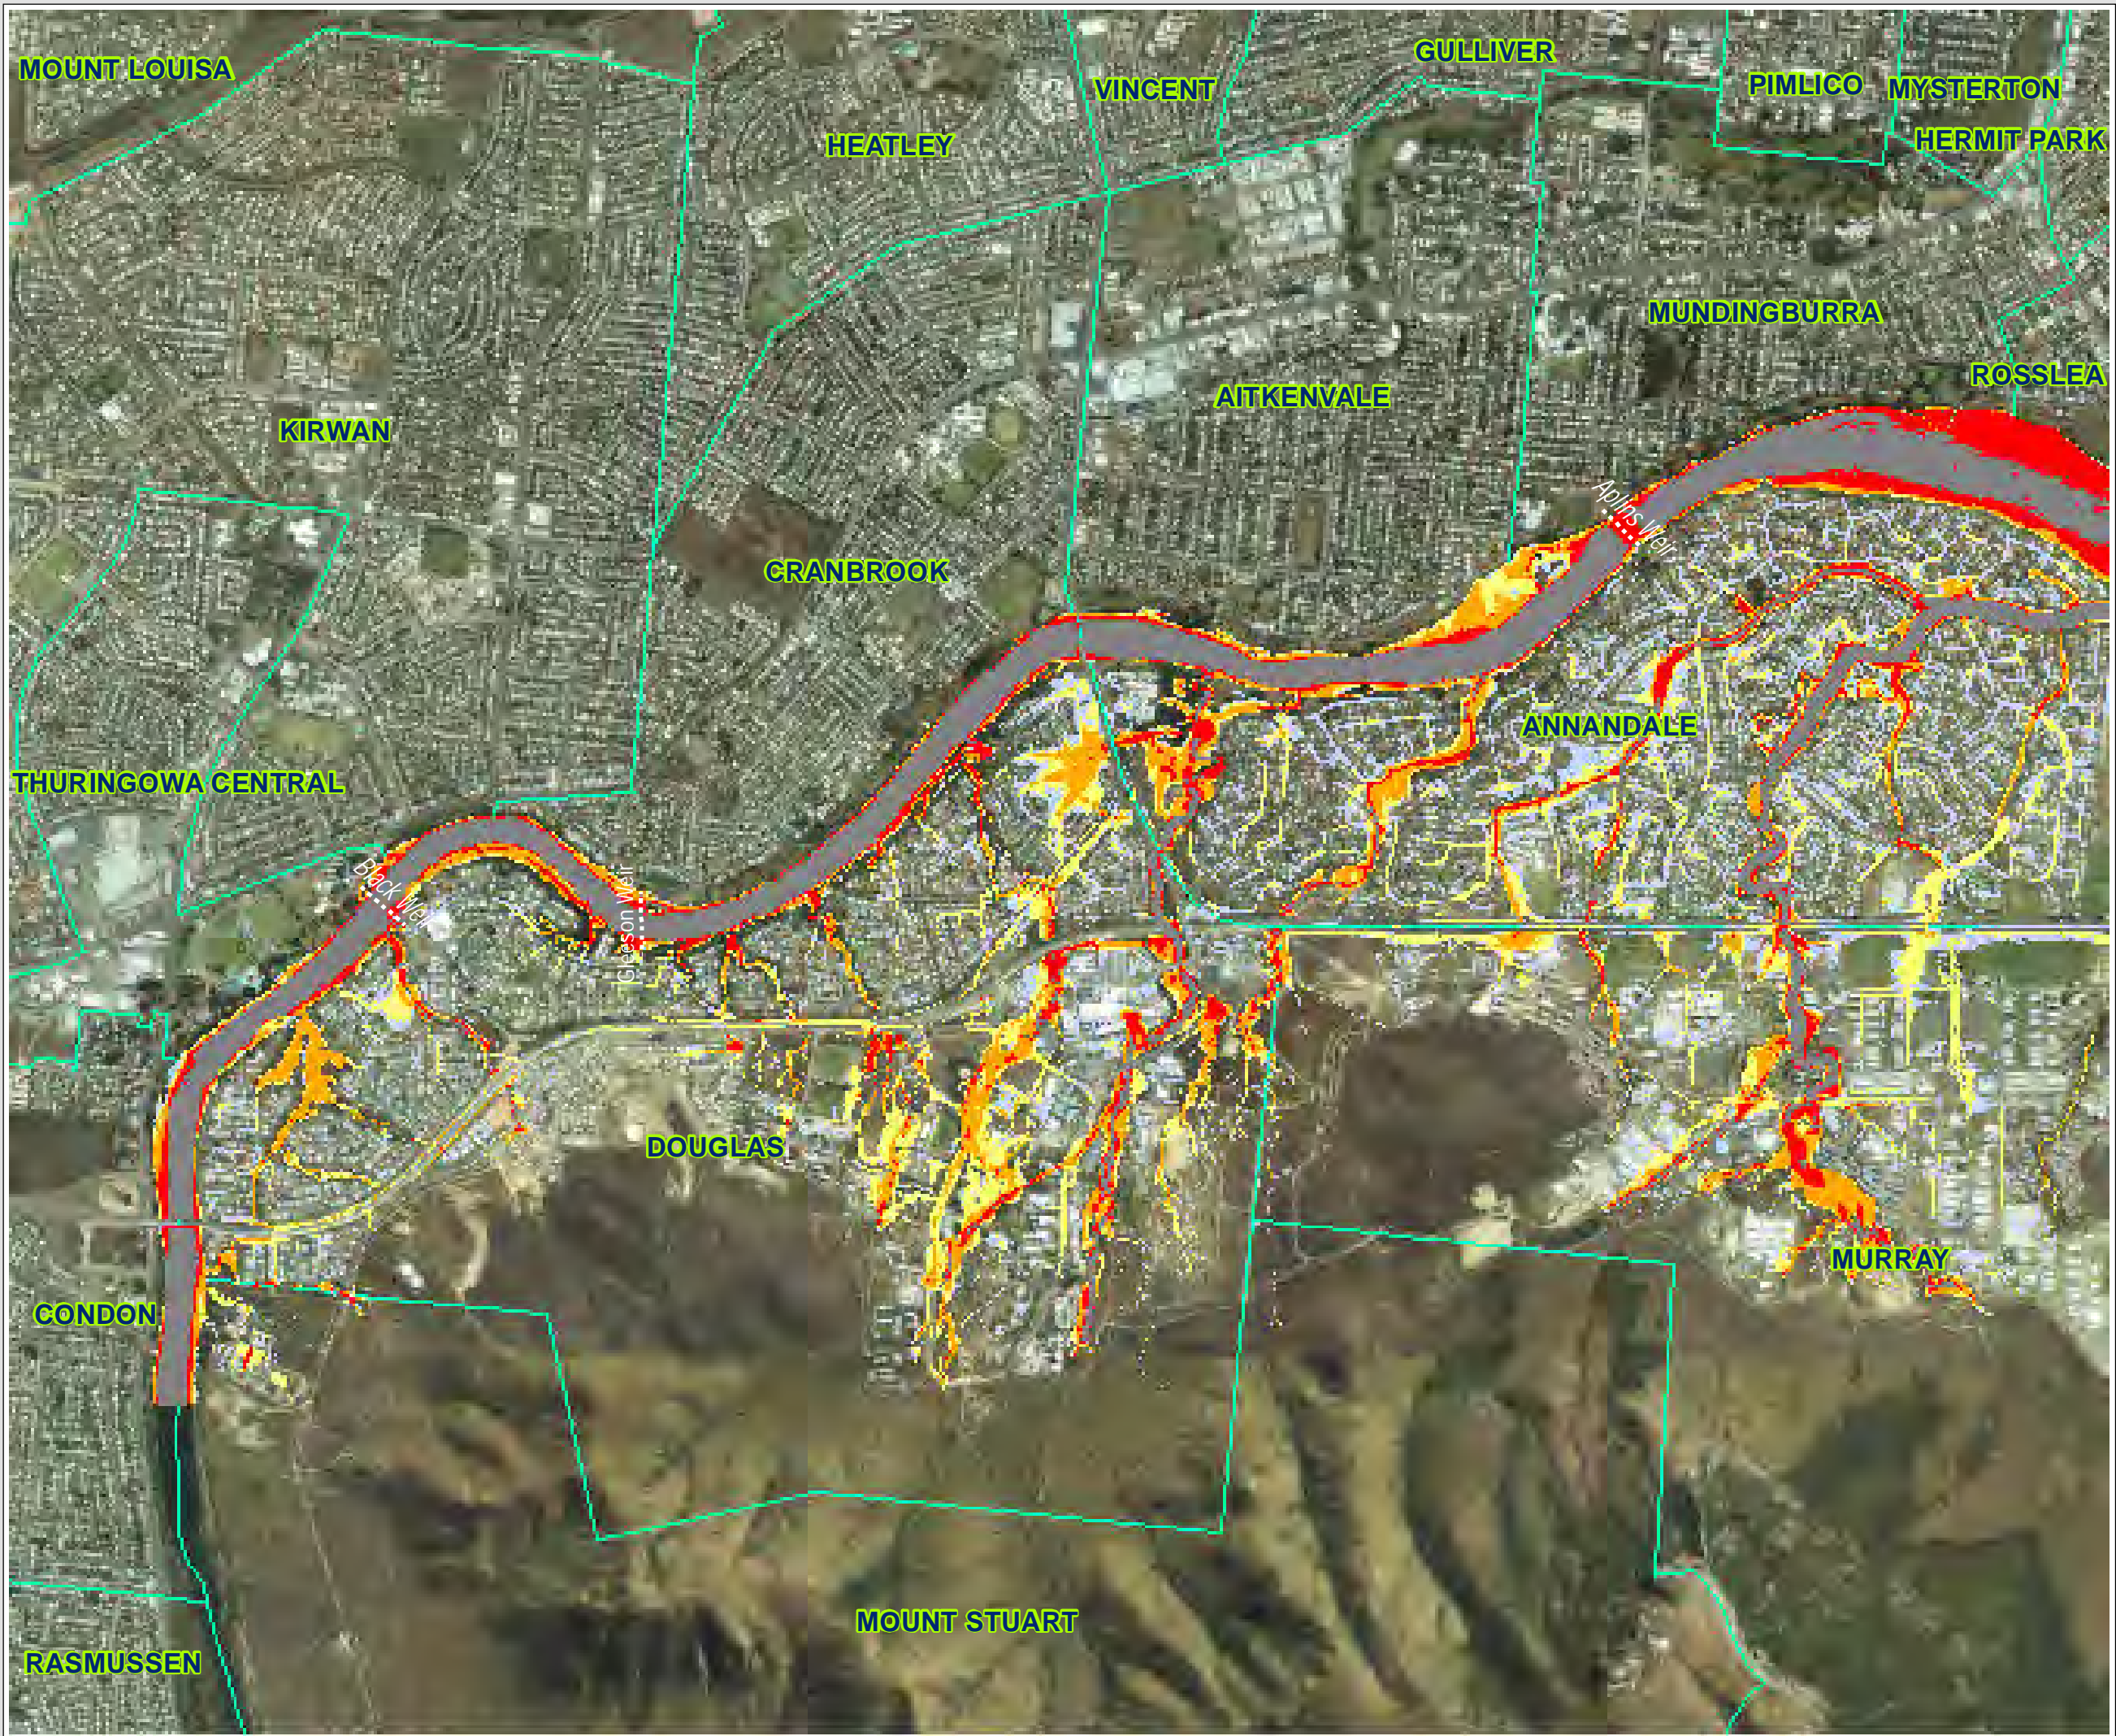 MOUNT LOUISA
GULLIVER
VINCENT
PIMLICO
MYSTERTON
HEATLEY
HERMIT PARK
MUNDINGBURRA
ROSSLEA
AITKENVALE
KIRWAN
Aplins Weir
CRANBROOK
ANNANDALE
THURINGOWA CENTRAL
Black Weir
Gleeson Weir
DOUGLAS
MURRAY
CONDON
MOUNT STUART
RASMUSSEN